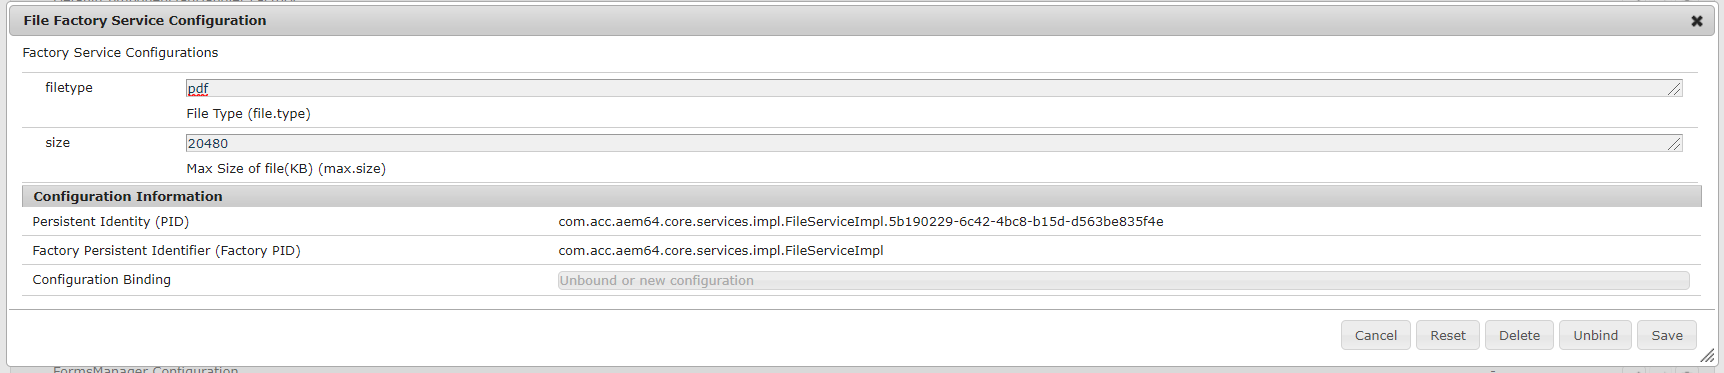 File Factory Service Configuration
Factory Service Configurations
filetype
pdf
File Type (file.type)
size
20480
Max Size of file(KB) (max.size)
Configuration Information
Persistent Identity (PID) com.acc.aem64.core.services.impl.FileServiceImpl.5b190229-6c42-4bc8-b15d-d563be835f4e
Factory Persistent Identifier (Factory PID) com.acc.aem64.core.services.impl.FileServiceImpl
Configuration Binding Unbound or new configuration
Cancel Reset Delete Unbind Save
FormsManager Configuration